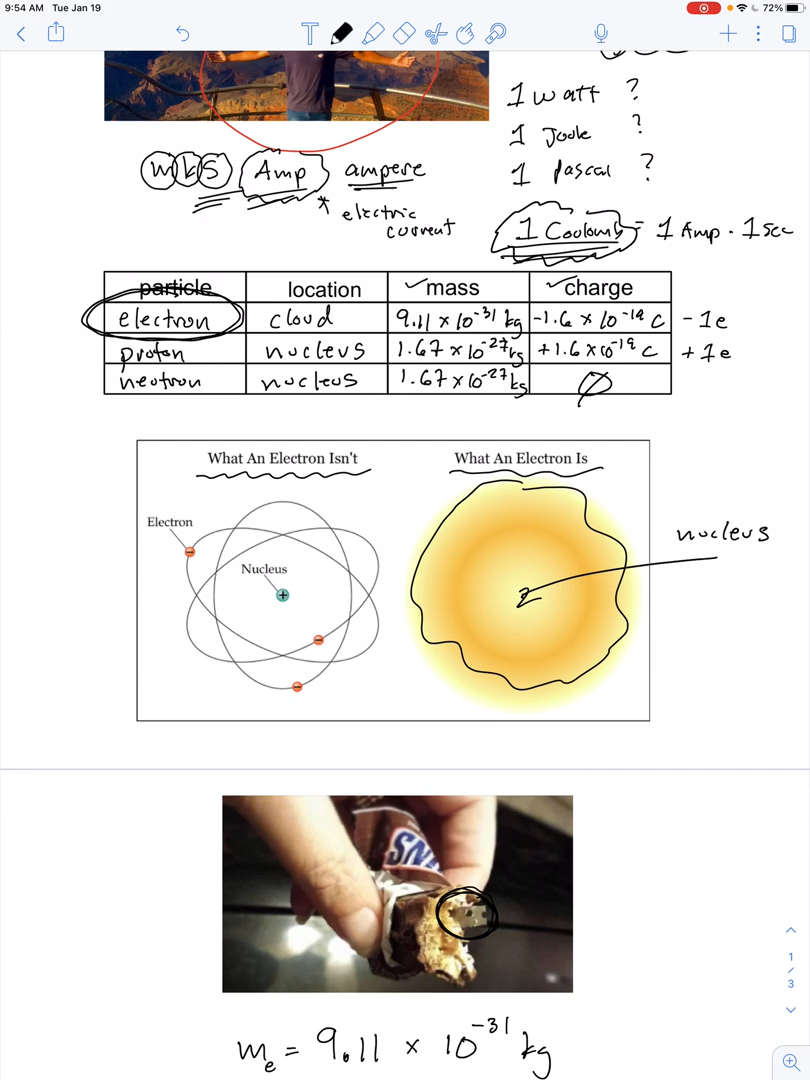 9:54 AM Tue Jan 19
72%
1 watt ?
1 Joule ?
1 Pascal ?
mks Amp ampere
electric
current
1 Coolomb = 1 Amp · 1 Sec
particle location mass charge
electron cloud 9.11 × 10⁻³¹ kg -1.6 × 10⁻¹⁹ C - 1e
proton nucleus 1.67 × 10⁻²⁷ kg +1.6 × 10⁻¹⁹ C + 1e
neutron nucleus 1.67 × 10⁻²⁷ kg Ø
What An Electron Isn't What An Electron Is
Electron
Nucleus
+
nucleus
SN
mₑ = 9.11 × 10⁻³¹ kg
1
/
3